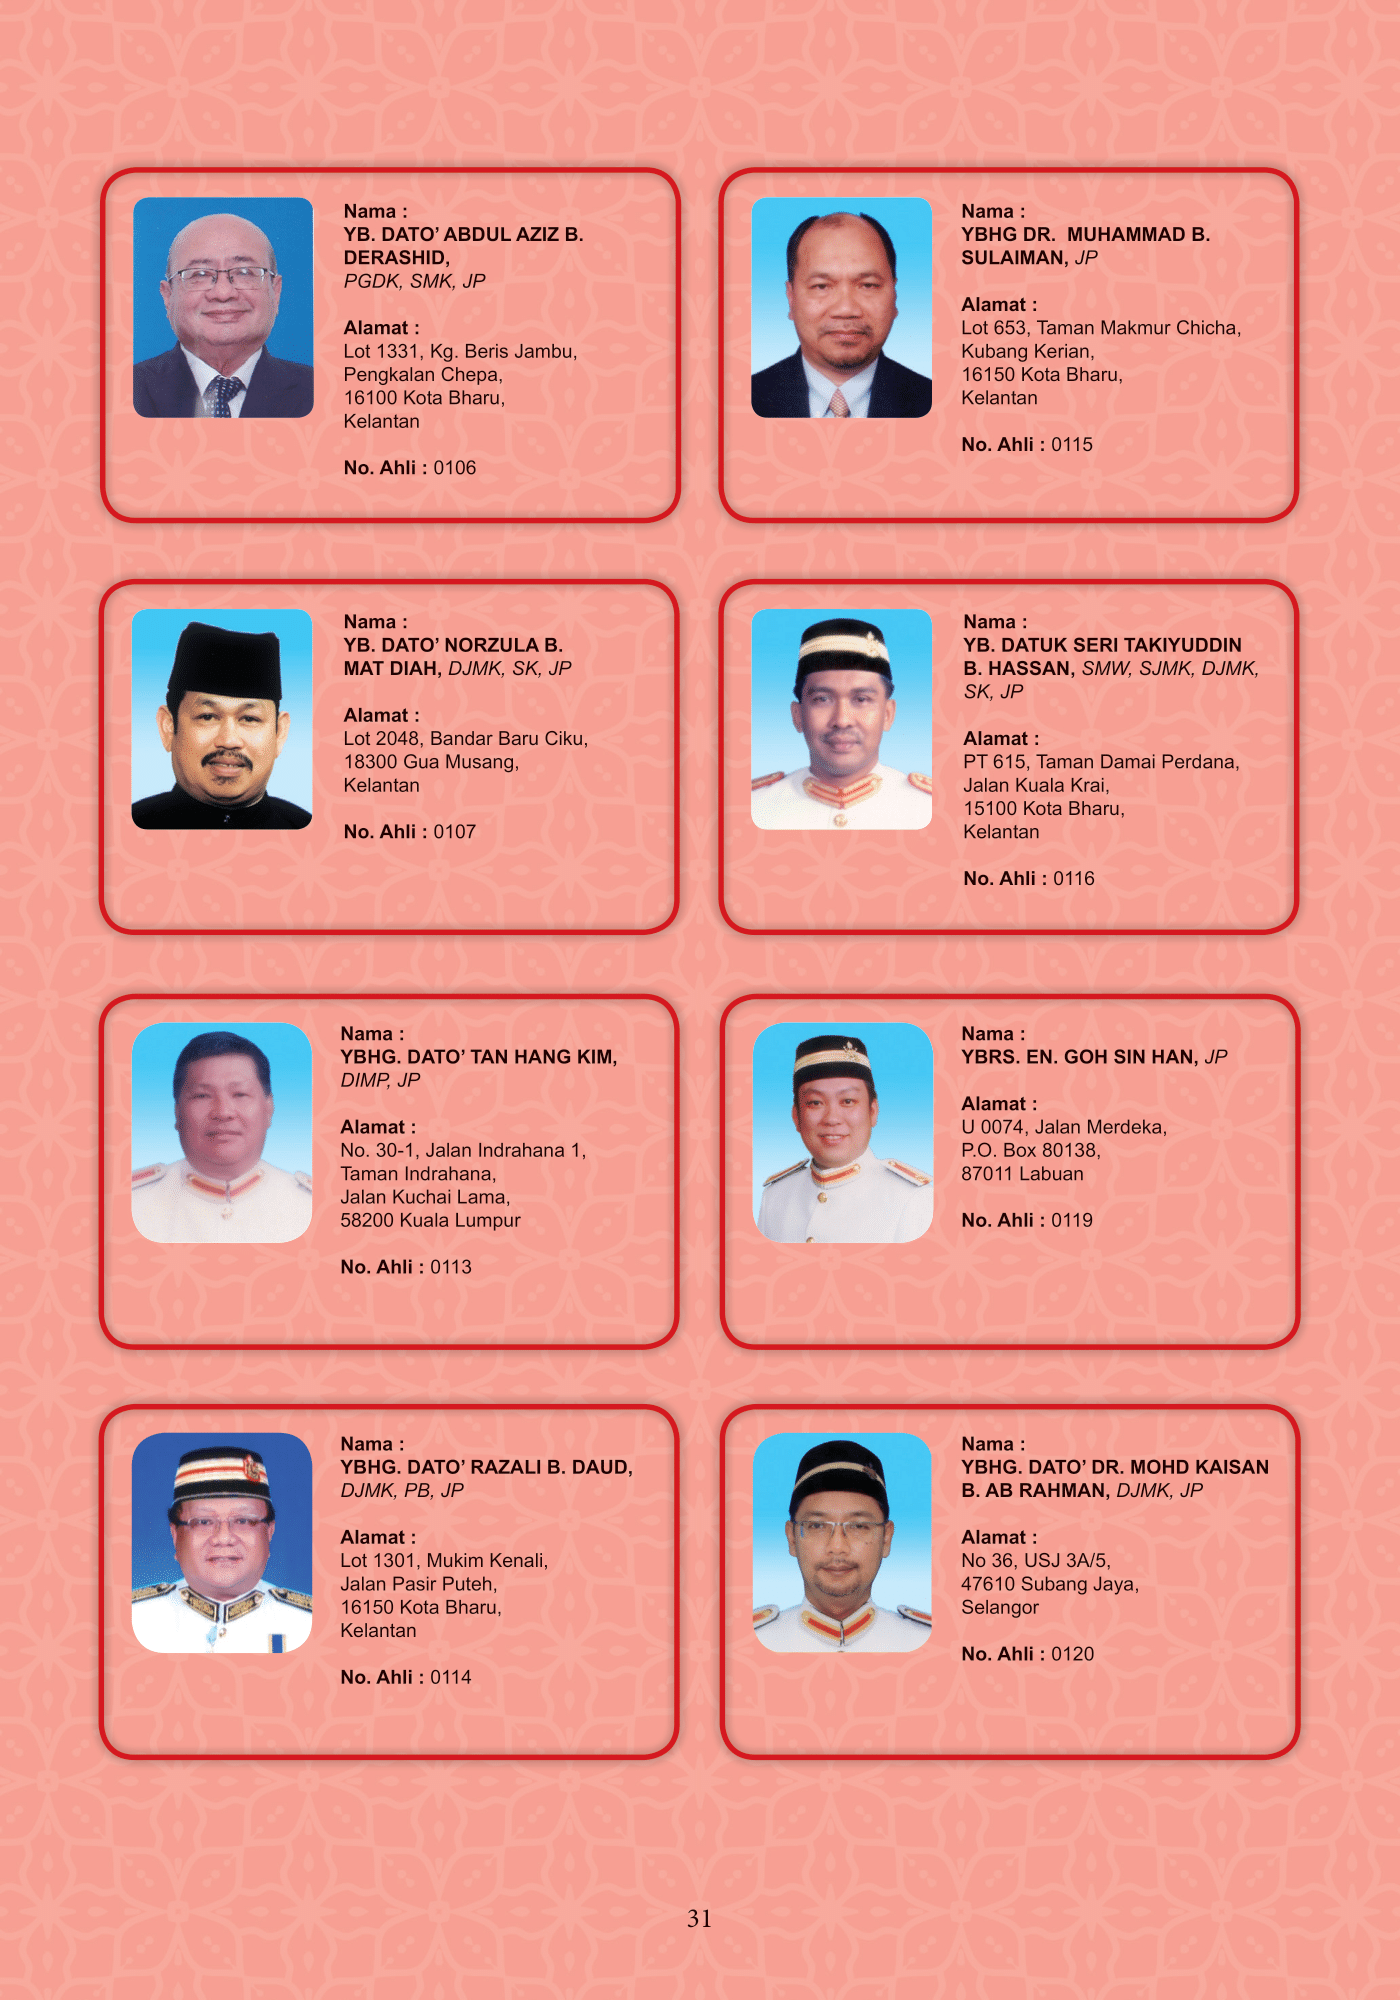 Nama :
YB. DATO’ ABDUL AZIZ B.
DERASHID,
PGDK, SMK, JP
Alamat :
Lot 1331, Kg. Beris Jambu,
Pengkalan Chepa,
16100 Kota Bharu,
Kelantan
No. Ahli : 0106
Nama :
YBHG DR. MUHAMMAD B.
SULAIMAN, JP
Alamat :
Lot 653, Taman Makmur Chicha,
Kubang Kerian,
16150 Kota Bharu,
Kelantan
No. Ahli : 0115
Nama :
YB. DATO’ NORZULA B.
MAT DIAH, DJMK, SK, JP
Alamat :
Lot 2048, Bandar Baru Ciku,
18300 Gua Musang,
Kelantan
No. Ahli : 0107
Nama :
YB. DATUK SERI TAKIYUDDIN
B. HASSAN, SMW, SJMK, DJMK,
SK, JP
Alamat :
PT 615, Taman Damai Perdana,
Jalan Kuala Krai,
15100 Kota Bharu,
Kelantan
No. Ahli : 0116
Nama :
YBHG. DATO’ TAN HANG KIM,
DIMP, JP
Alamat :
No. 30-1, Jalan Indrahana 1,
Taman Indrahana,
Jalan Kuchai Lama,
58200 Kuala Lumpur
No. Ahli : 0113
Nama :
YBRS. EN. GOH SIN HAN, JP
Alamat :
U 0074, Jalan Merdeka,
P.O. Box 80138,
87011 Labuan
No. Ahli : 0119
Nama :
YBHG. DATO’ RAZALI B. DAUD,
DJMK, PB, JP
Alamat :
Lot 1301, Mukim Kenali,
Jalan Pasir Puteh,
16150 Kota Bharu,
Kelantan
No. Ahli : 0114
Nama :
YBHG. DATO’ DR. MOHD KAISAN
B. AB RAHMAN, DJMK, JP
Alamat :
No 36, USJ 3A/5,
47610 Subang Jaya,
Selangor
No. Ahli : 0120
31